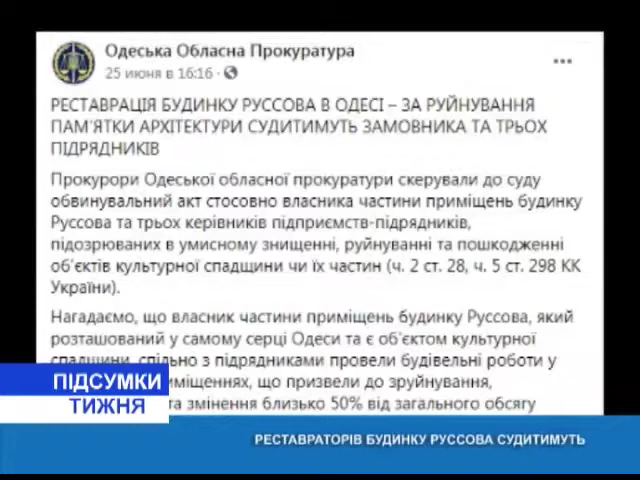 Одеська Обласна Прокуратура
25 июня в 16:16 ·
РЕСТАВРАЦІЯ БУДИНКУ РУССОВА В ОДЕСІ – ЗА РУЙНУВАННЯ
ПАМ'ЯТКИ АРХІТЕКТУРИ СУДИТИМУТЬ ЗАМОВНИКА ТА ТРЬОХ
ПІДРЯДНИКІВ
Прокурори Одеської обласної прокуратури скерували до суду
обвинувальний акт стосовно власника частини приміщень будинку
Руссова та трьох керівників підприємств-підрядників,
підозрюваних в умисному знищенні, руйнуванні та пошкодженні
об'єктів культурної спадщини чи їх частин (ч. 2 ст. 28, ч. 5 ст. 298 КК
України).
Нагадаємо, що власник частини приміщень будинку Руссова, який
розташований у самому серці Одеси та є об'єктом культурної
спадщини, спільно з підрядниками провели будівельні роботи у
що призвели до зруйнування,
та змінення близько 50% від загального обсягу
ПІДСУМКИ
ТИЖНЯ
РЕСТАВРАТОРІВ БУДИНКУ РУССОВА СУДИТИМУТЬ